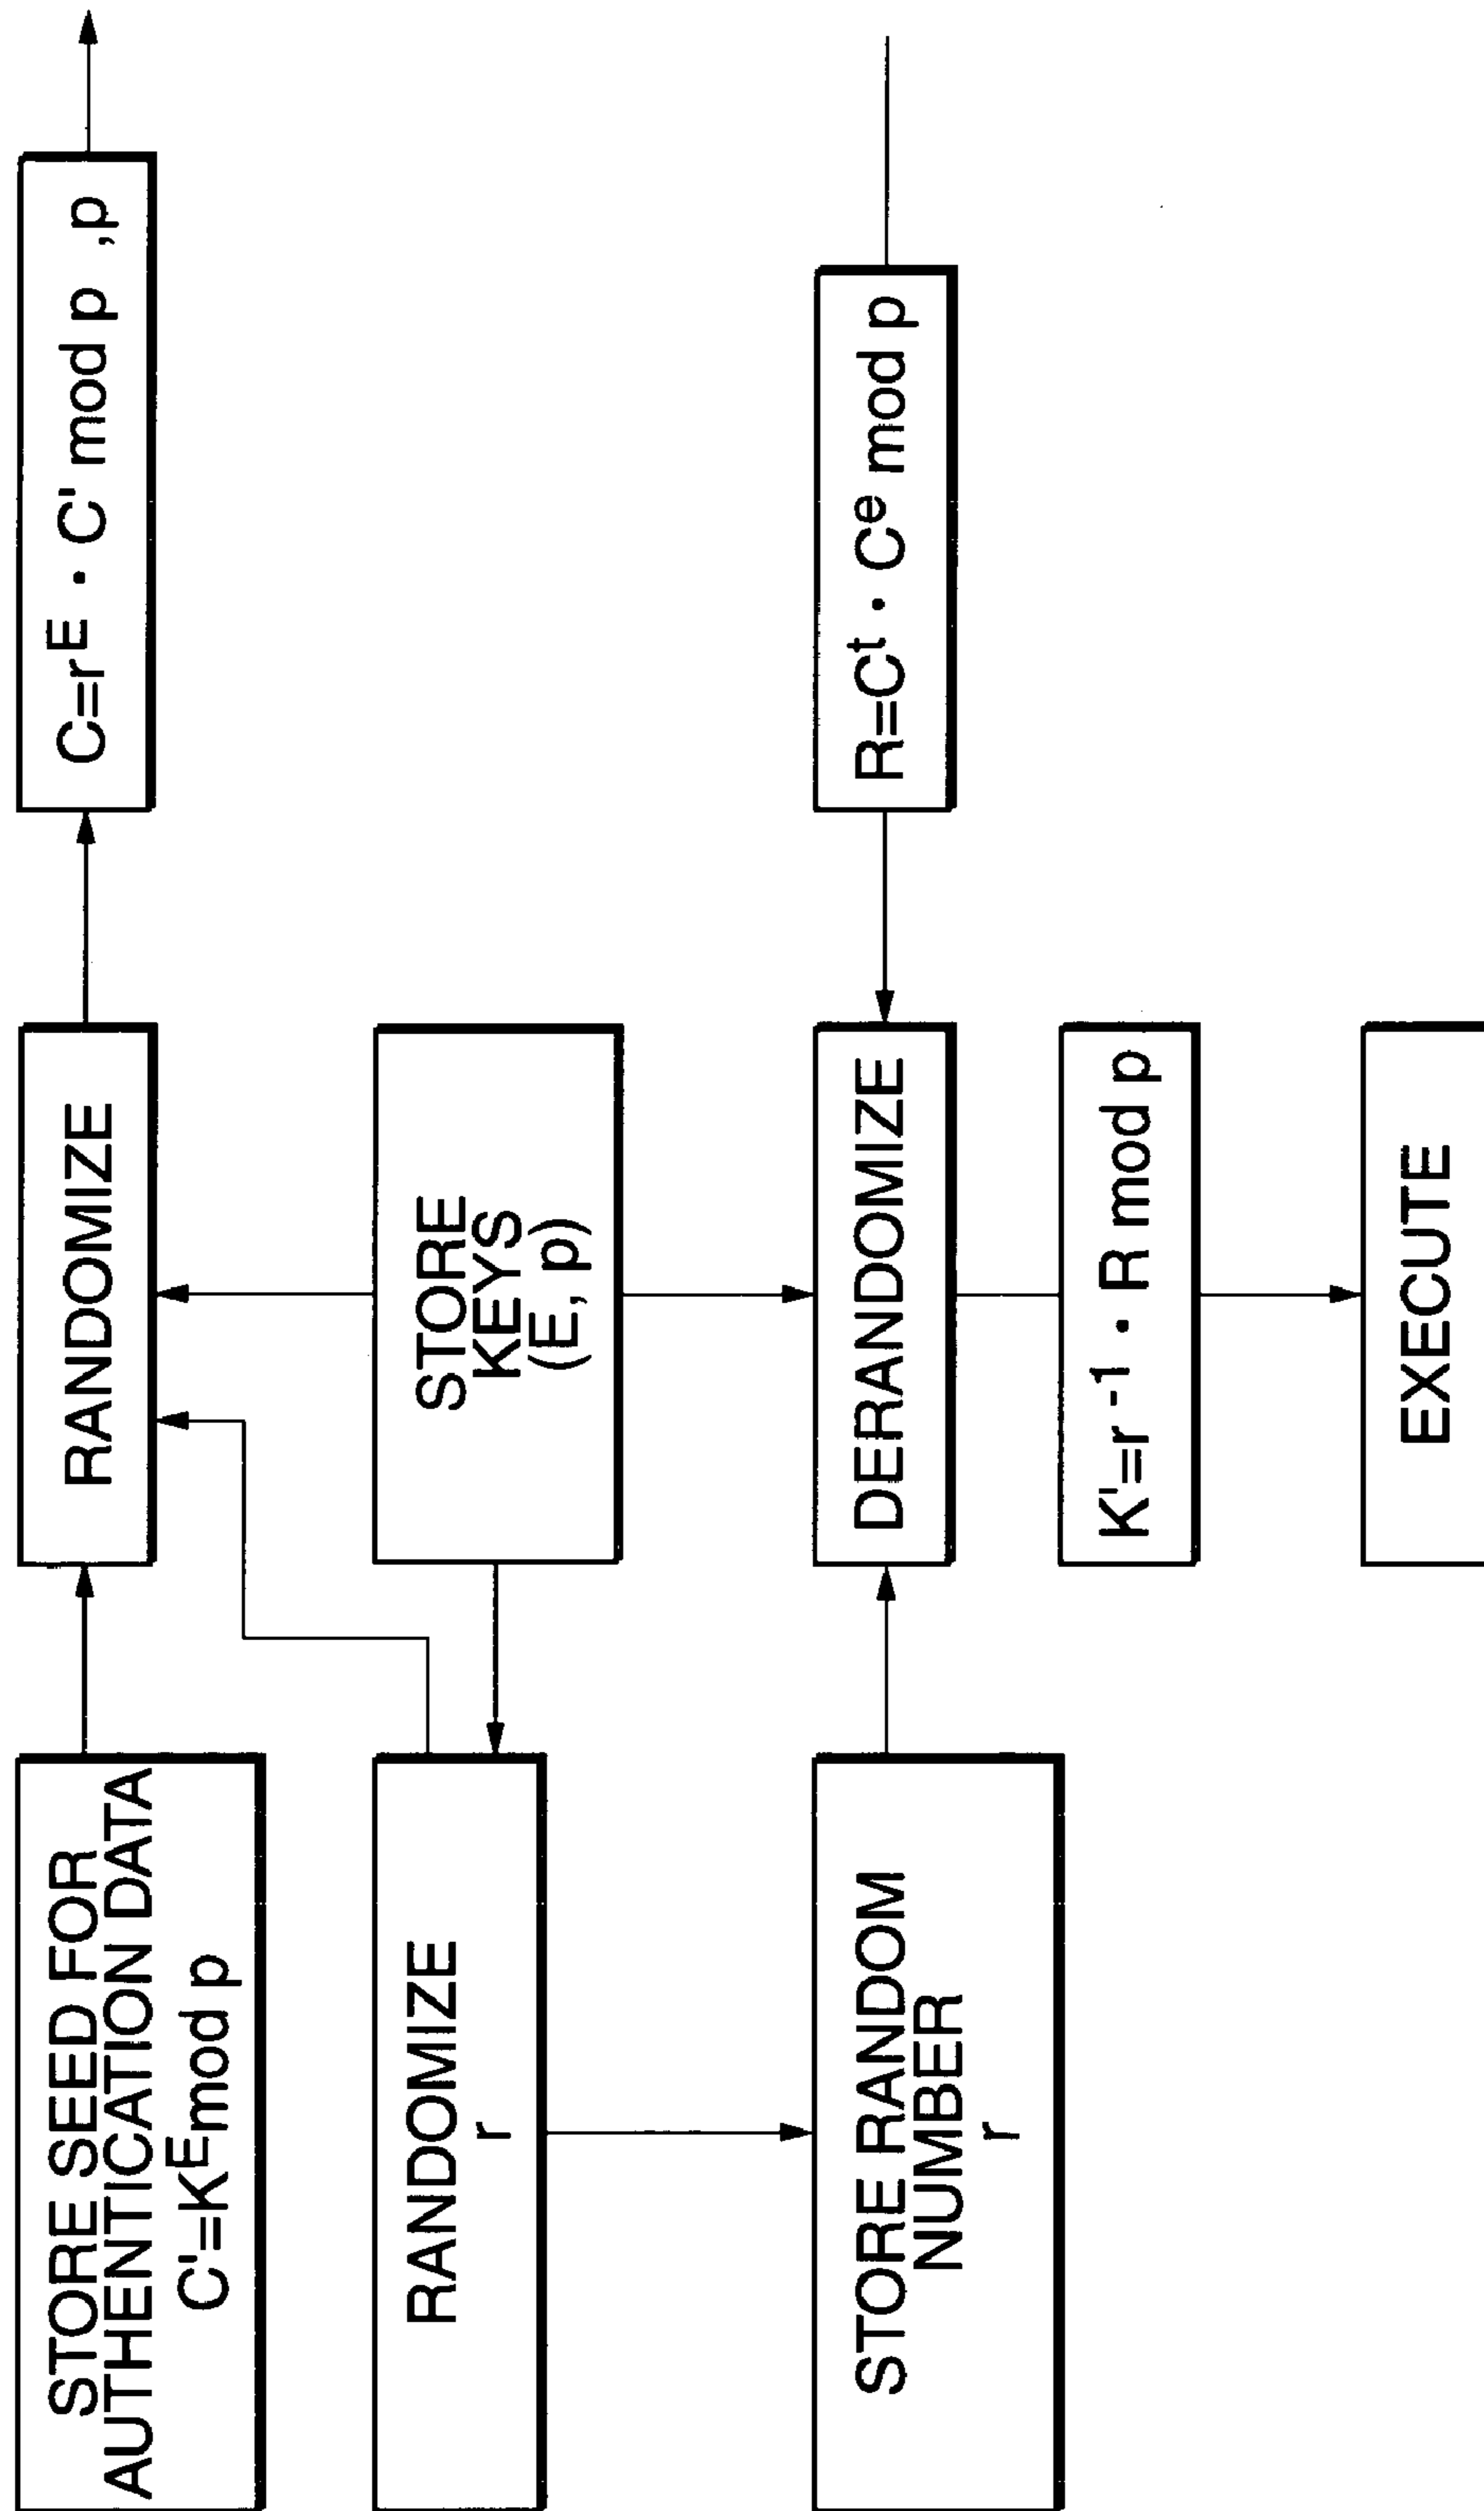 STORE SEED FOR
AUTHENTICATION DATA
C'=K^E mod p
RANDOMIZE
C=r^E • C' mod p ,p
RANDOMIZE
r
STORE
KEYS
(E, p)
STORE RANDOM
NUMBER
r
DERANDOMIZE
R=C^t • C^e mod p
K'=r^-1 • R mod p
EXECUTE